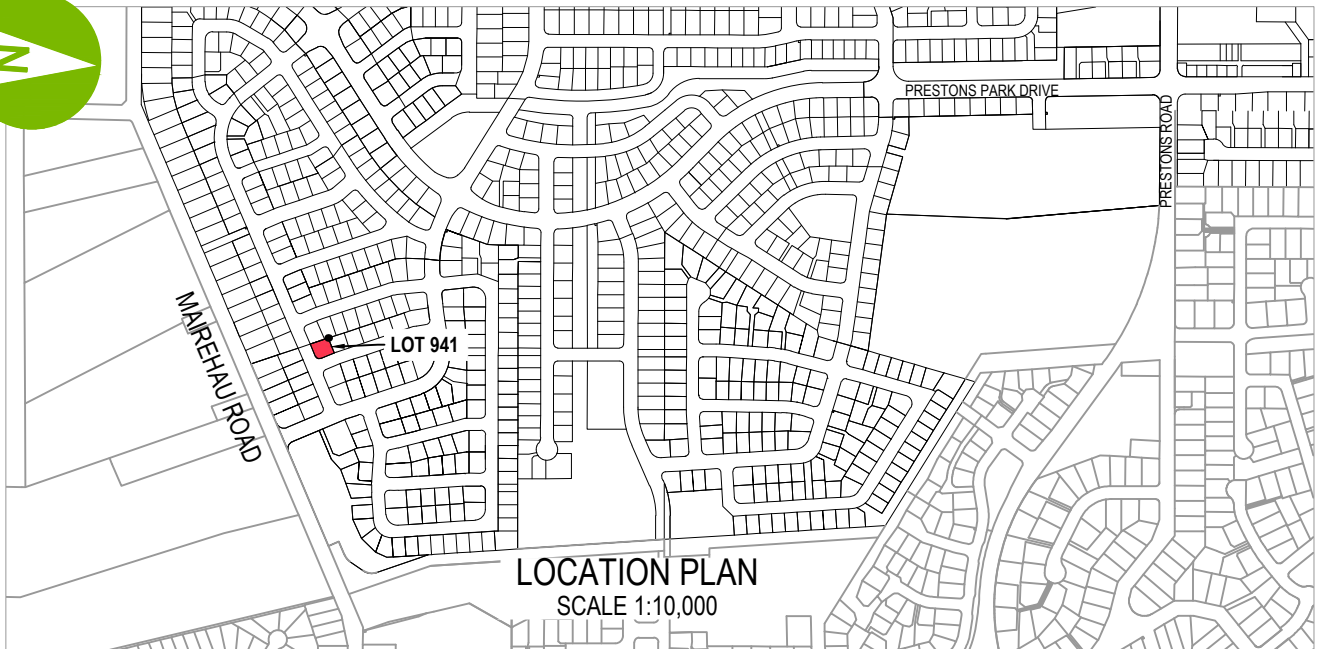 N
PRESTONS PARK DRIVE
PRESTONS ROAD
MAIREHAU ROAD
LOT 941
LOCATION PLAN
SCALE 1:10,000